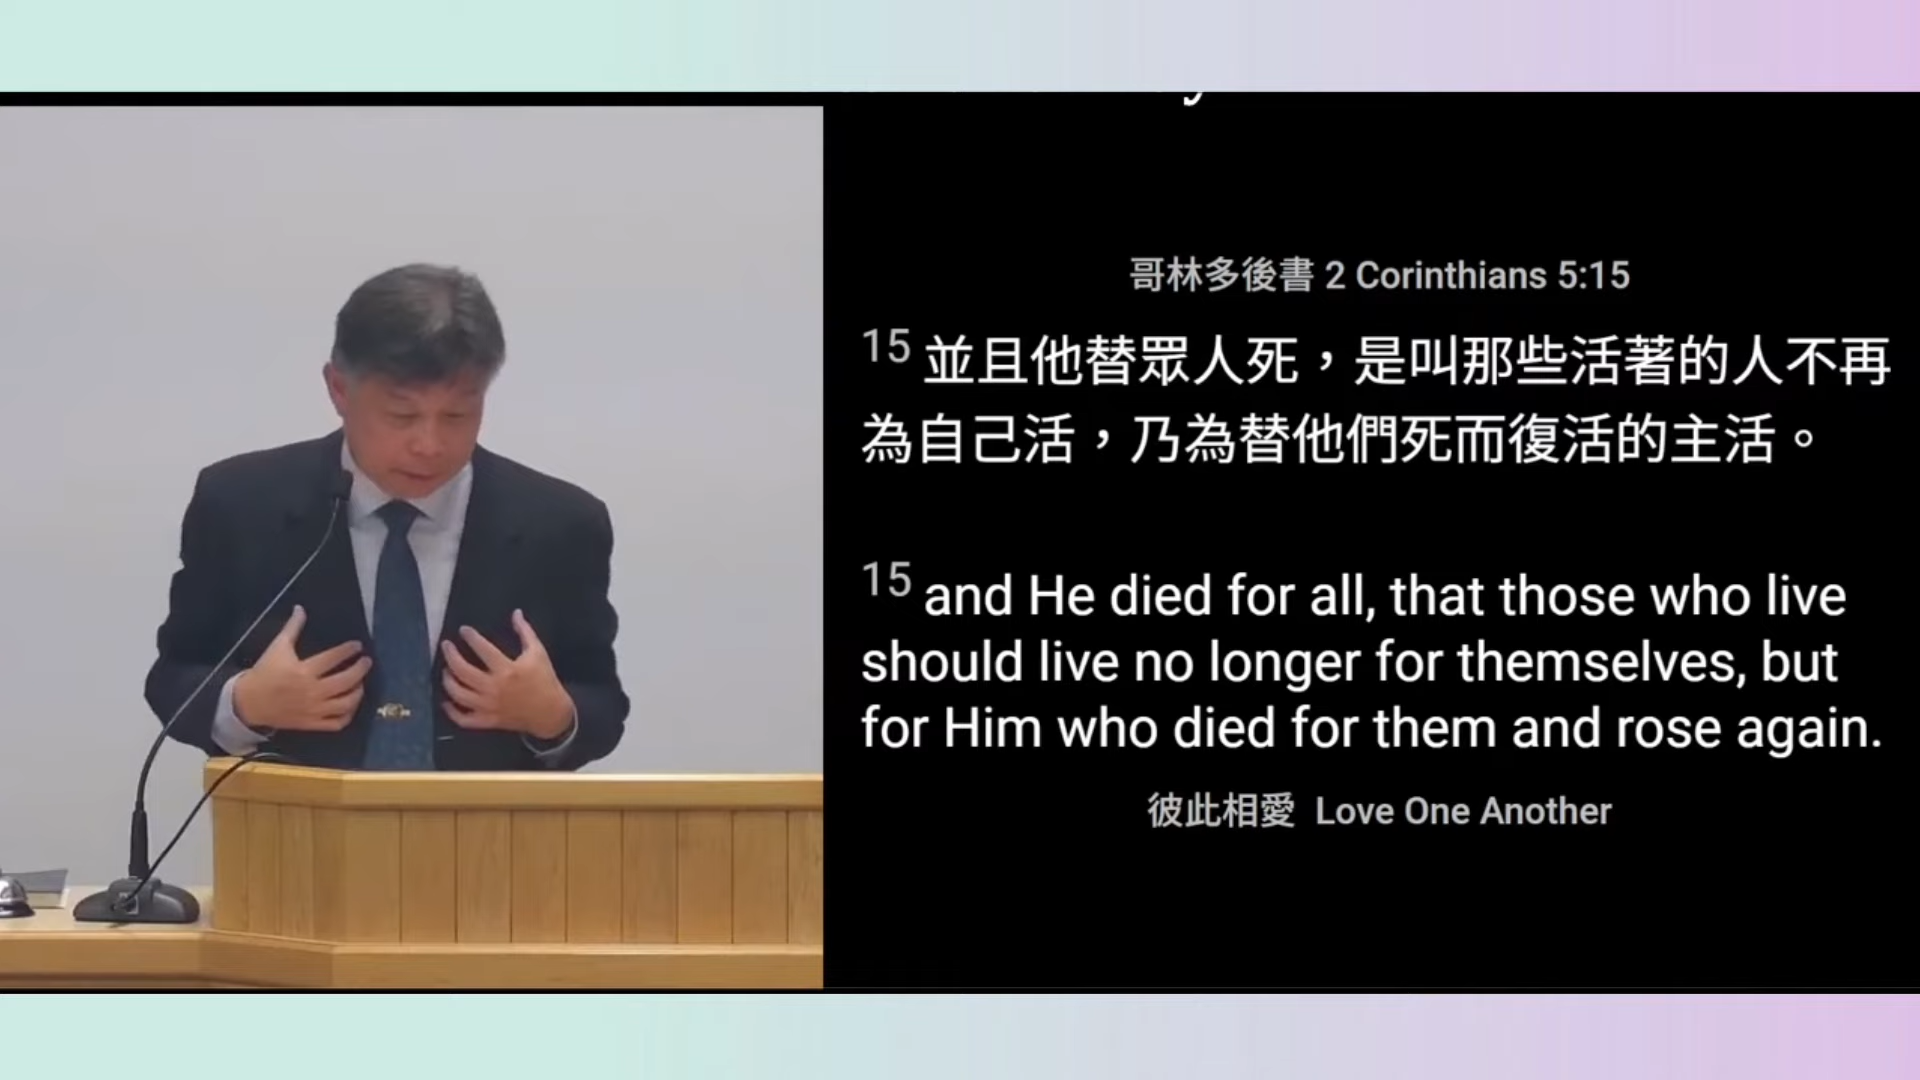 哥林多後書 2 Corinthians 5:15
15 並且他替眾人死，是叫那些活著的人不再
為自己活，乃為替他們死而復活的主活。
15 and He died for all, that those who live
should live no longer for themselves, but
for Him who died for them and rose again.
彼此相愛 Love One Another